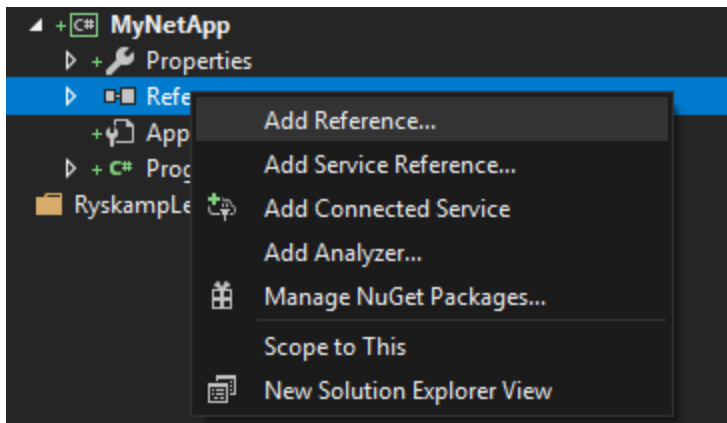 C# MyNetApp
Properties
Refe
Add Reference...
App
Add Service Reference...
C# Prog
RyskampLe
Add Connected Service
Add Analyzer...
Manage NuGet Packages...
Scope to This
New Solution Explorer View